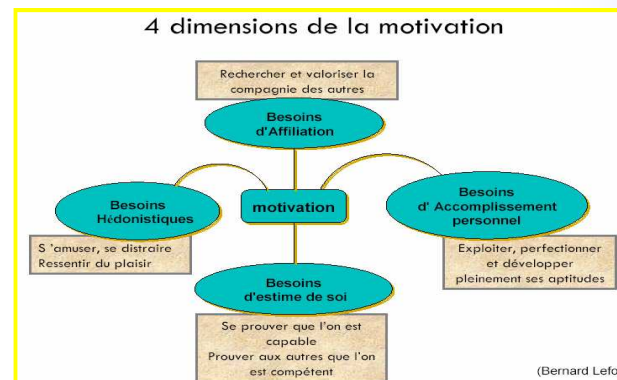 4 dimensions de la motivation
Rechercher et valoriser la
compagnie des autres
Besoins
d'Affiliation
Besoins
Hédonistiques
S 'amuser, se distraire
Ressentir du plaisir
motivation
Besoins
d' Accomplissement
personnel
Exploiter, perfectionner
et développer
pleinement ses aptitudes
Besoins
d'estime de soi
Se prouver que l'on est
capable
Prouver aux autres que l'on
est compétent
(Bernard